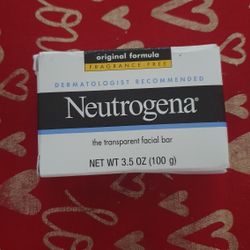 original formula
FRAGRANCE-FREE
DERMATOLOGIST RECOMMENDED
Neutrogena®
the transparent facial bar
NET WT 3.5 OZ (100 g)